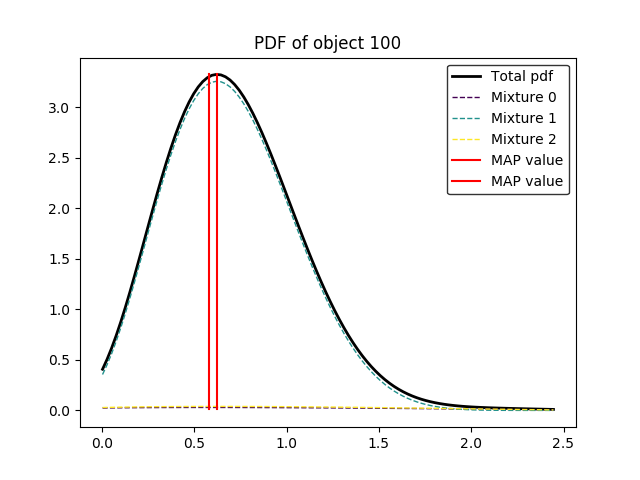 PDF of object 100
Total pdf
Mixture 0
Mixture 1
Mixture 2
MAP value
MAP value
3.0
2.5
2.0
1.5
1.0
0.5
0.0
0.0 0.5 1.0 1.5 2.0 2.5